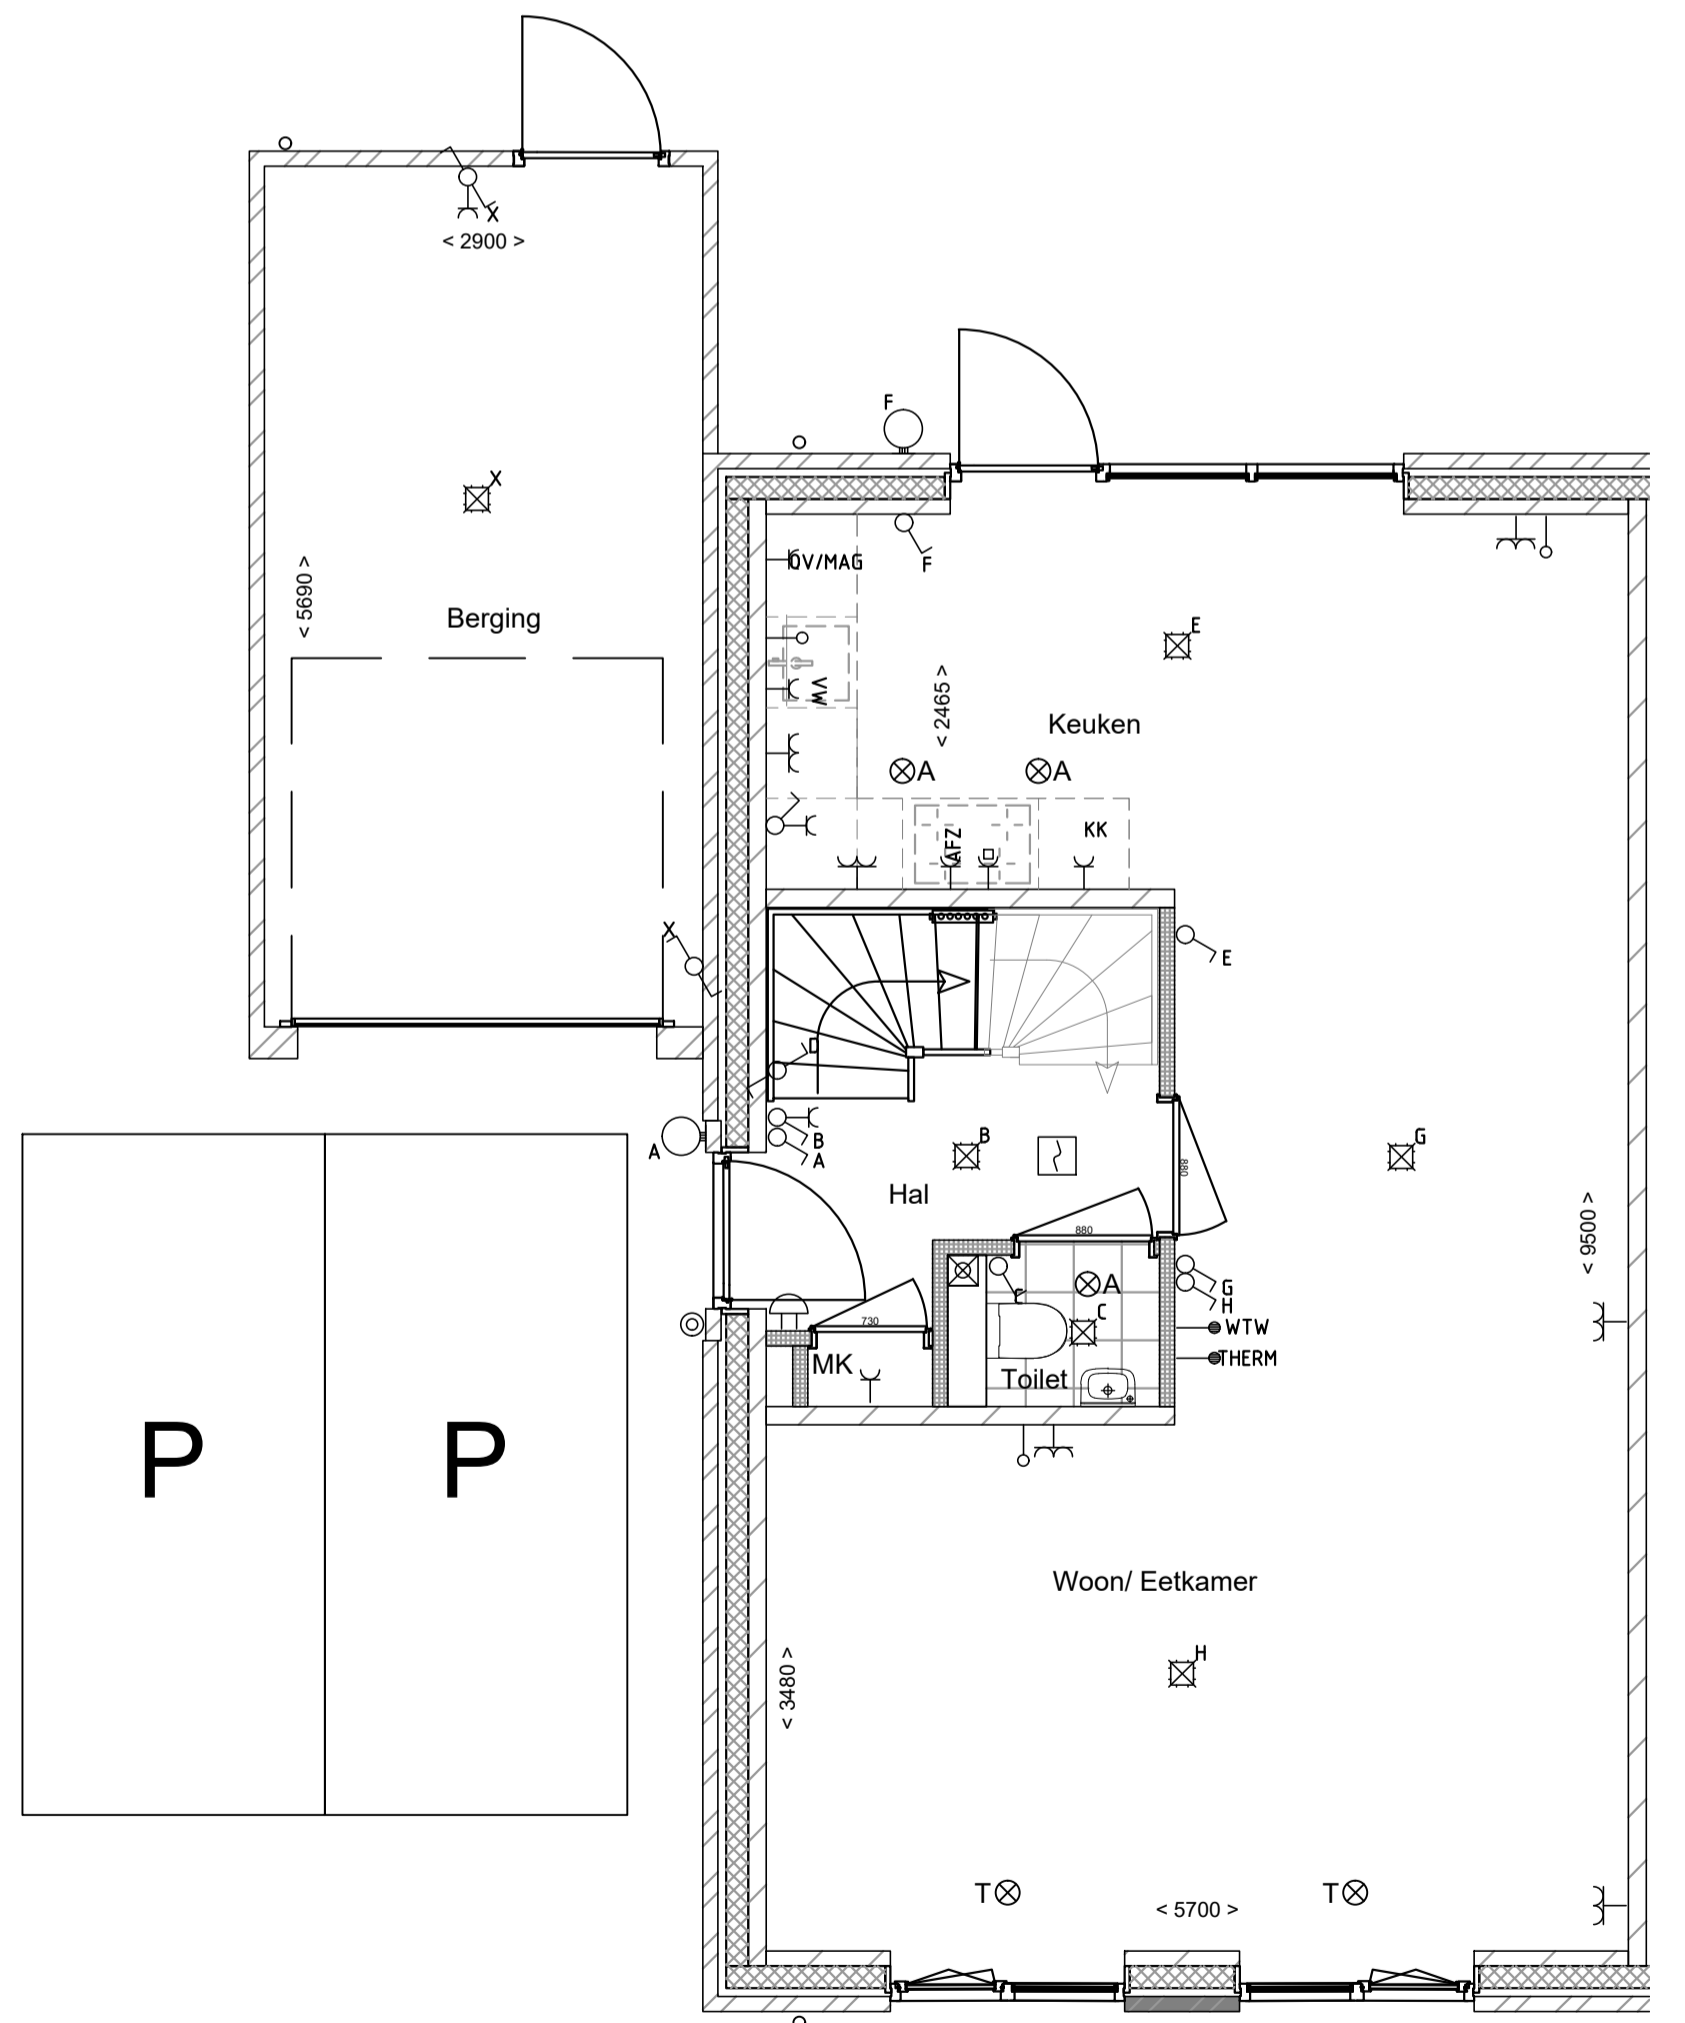 X
< 2900 >
F
X
F
OV/MAG
< 5690 >
Berging
E
VW
< 2465 >
Keuken
A
A
AFZ
KK
X
E
B
A
A
B
G
880
Hal
880
< 9500 >
A
G
C
H
C
730
WTW
MK
THERM
Toilet
P
P
Woon/ Eetkamer
H
< 3480 >
T
T
< 5700 >